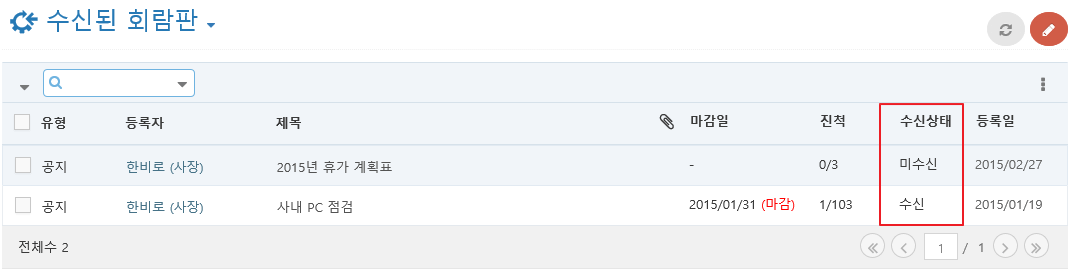 수신된 회람판
유형 등록자 제목 마감일 진척 수신상태 등록일
공지 한비로 (사장) 2015년 휴가 계획표 - 0/3 미수신 2015/02/27
공지 한비로 (사장) 사내 PC 점검 2015/01/31 (마감) 1/103 수신 2015/01/19
전체수 2 1 / 1